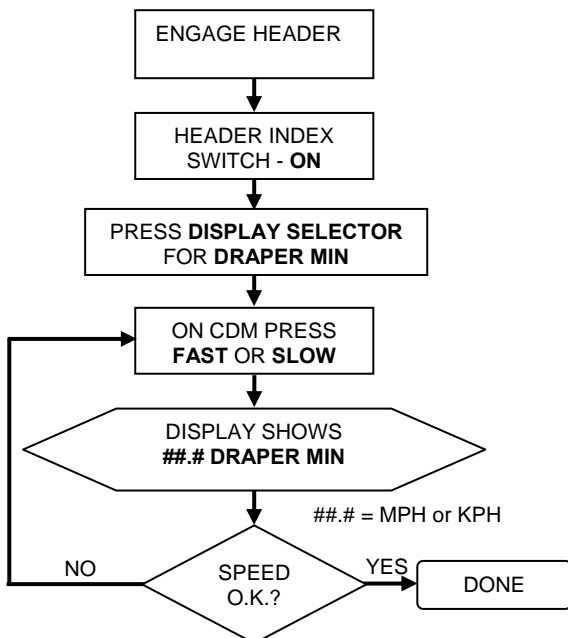 ENGAGE HEADER
HEADER INDEX
SWITCH - ON
PRESS DISPLAY SELECTOR
FOR DRAPER MIN
ON CDM PRESS
FAST OR SLOW
DISPLAY SHOWS
##.# DRAPER MIN
##.# = MPH or KPH
NO
SPEED
O.K.?
YES
DONE